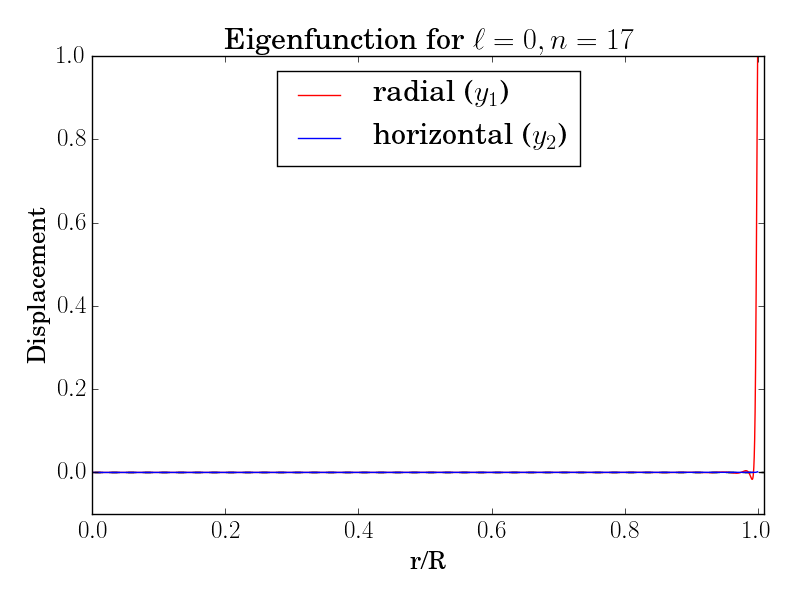 Eigenfunction for ℓ = 0, n = 17
radial (y₁)
horizontal (y₂)
1.0
0.8
0.6
0.4
0.2
0.0
Displacement
0.0 0.2 0.4 0.6 0.8 1.0
r/R